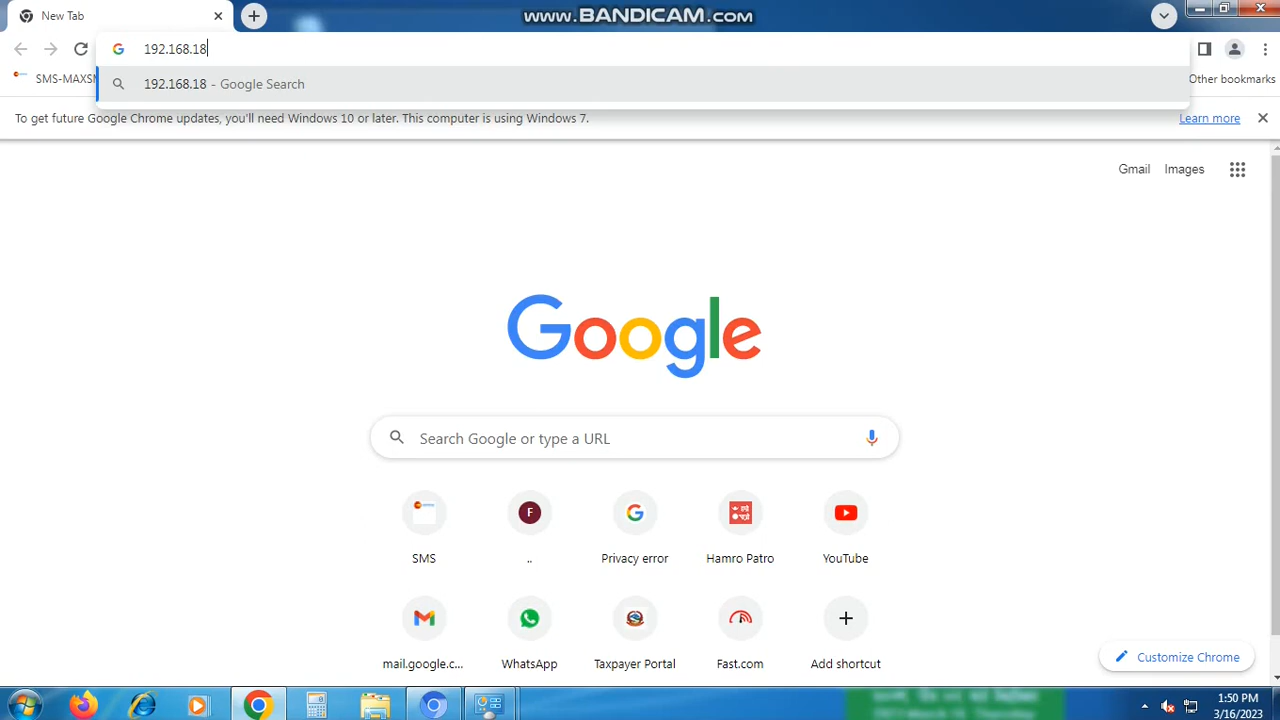 New Tab
WWW.BANDICAM.COM
192.168.18
SMS-MAXSM
192.168.18 - Google Search
Other bookmarks
To get future Google Chrome updates, you'll need Windows 10 or later. This computer is using Windows 7.
Learn more
Gmail
Images
Google
Search Google or type a URL
F
SMS
..
Privacy error
Hamro Patro
YouTube
mail.google.c...
WhatsApp
Taxpayer Portal
Fast.com
Add shortcut
Customize Chrome
1:50 PM
3/16/2023